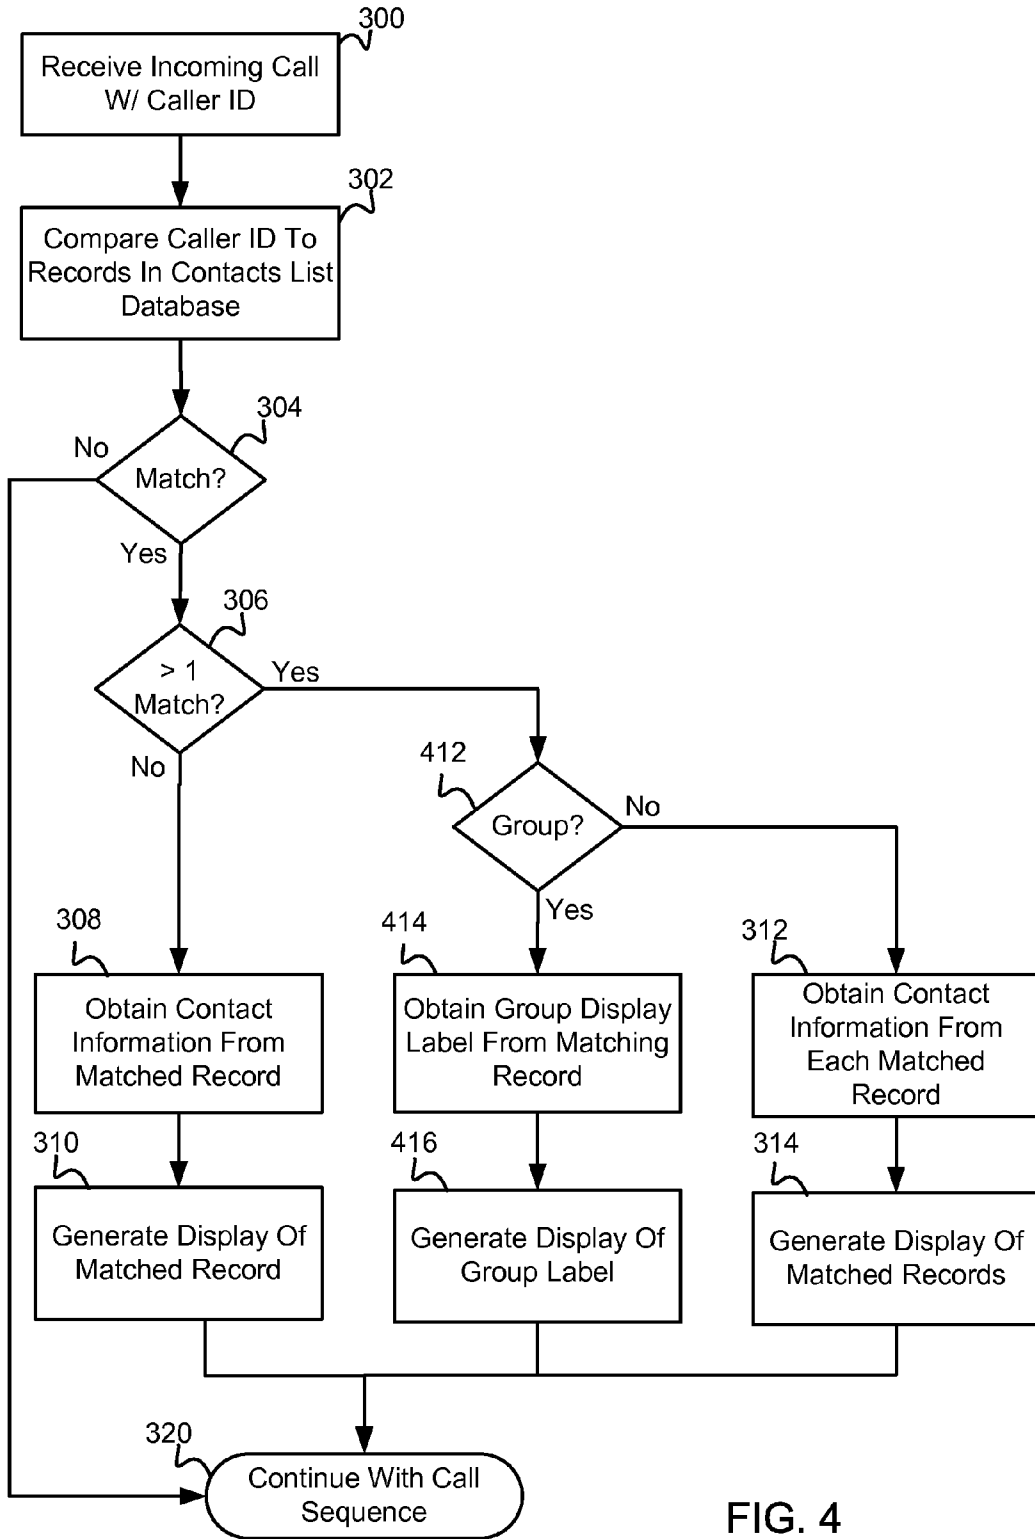 300
Receive Incoming Call
W/ Caller ID
302
Compare Caller ID To
Records In Contacts List
Database
304
No
Match?
Yes
306
> 1
Match?
Yes
No
412
Group?
No
Yes
308
Obtain Contact
Information From
Matched Record
414
Obtain Group Display
Label From Matching
Record
312
Obtain Contact
Information From
Each Matched
Record
310
Generate Display Of
Matched Record
416
Generate Display Of
Group Label
314
Generate Display Of
Matched Records
320
Continue With Call
Sequence
FIG. 4